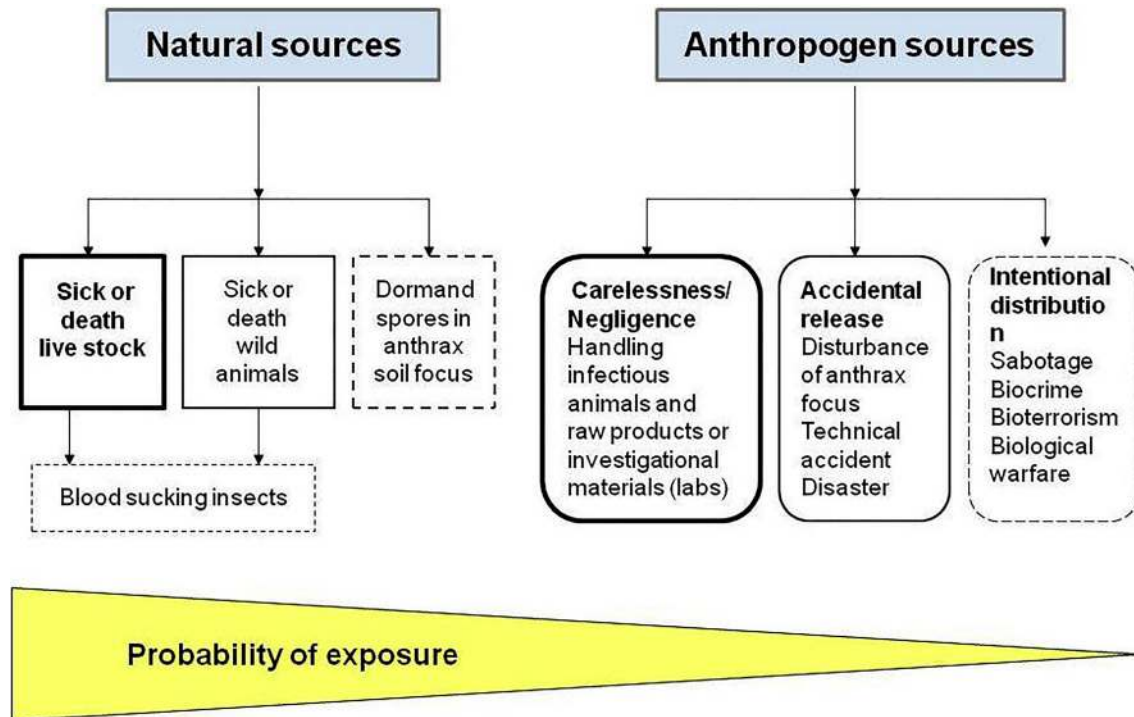 Natural sources
Anthropogen sources
Sick or
death
live stock
Sick or
death
wild
animals
Dormand
spores in
anthrax
soil focus
Blood sucking insects
Carelessness/
Negligence
Handling
infectious
animals and
raw products or
investigational
materials (labs)
Accidental
release
Disturbance
of anthrax
focus
Technical
accident
Disaster
Intentional
distributio
n
Sabotage
Biocrime
Bioterrorism
Biological
warfare
Probability of exposure